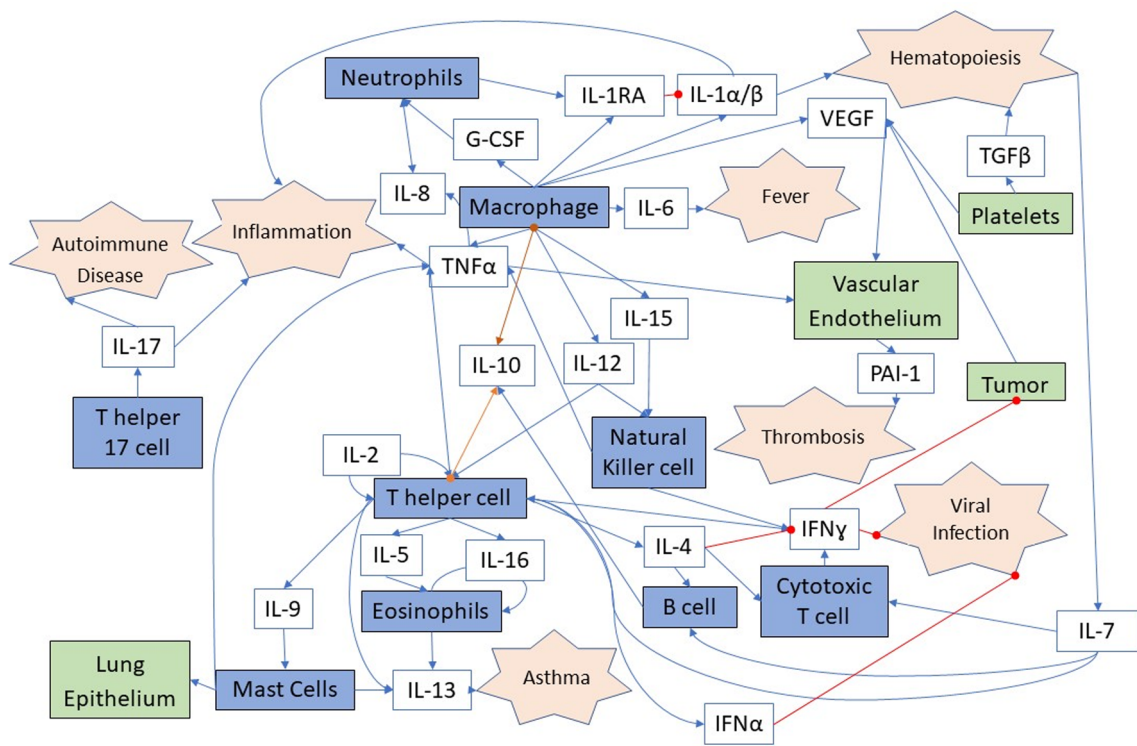 Hematopoiesis
Neutrophils
IL-1RA
IL-1α/β
VEGF
G-CSF
TGFβ
IL-8
Macrophage
IL-6
Fever
Platelets
Autoimmune
Disease
Inflammation
TNFα
Vascular
Endothelium
IL-15
IL-17
IL-10
IL-12
PAI-1
Tumor
T helper
17 cell
Natural
Killer cell
Thrombosis
IL-2
T helper cell
Viral
Infection
IFNɣ
IL-5
IL-16
IL-4
Cytotoxic
T cell
IL-9
Eosinophils
B cell
IL-7
Lung
Epithelium
Mast Cells
IL-13
Asthma
IFNα